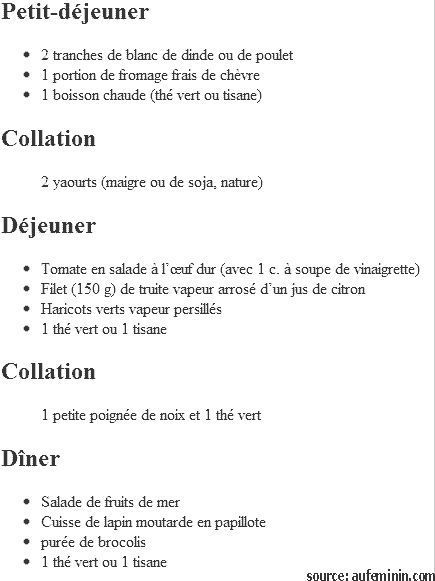 Petit-déjeuner
• 2 tranches de blanc de dinde ou de poulet
• 1 portion de fromage frais de chèvre
• 1 boisson chaude (thé vert ou tisane)
Collation
2 yaourts (maigre ou de soja, nature)
Déjeuner
• Tomate en salade à l'œuf dur (avec 1 c. à soupe de vinaigrette)
• Filet (150 g) de truite vapeur arrosé d'un jus de citron
• Haricots verts vapeur persillés
• 1 thé vert ou 1 tisane
Collation
1 petite poignée de noix et 1 thé vert
Dîner
• Salade de fruits de mer
• Cuisse de lapin moutarde en papillote
• purée de brocolis
• 1 thé vert ou 1 tisane
source: aufeminin.com